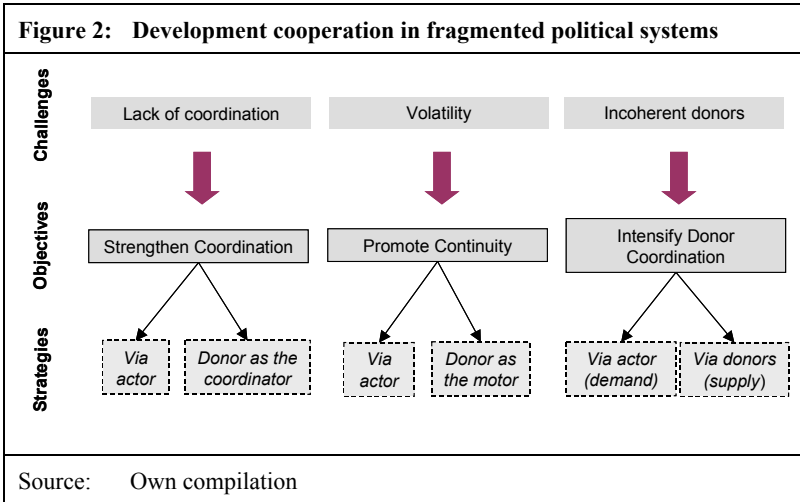 Figure 2: Development cooperation in fragmented political systems
Challenges
Lack of coordination
Volatility
Incoherent donors
Objectives
Strengthen Coordination
Promote Continuity
Intensify Donor
Coordination
Strategies
Via
actor
Donor as the
coordinator
Via
actor
Donor as
the motor
Via actor
(demand)
Via donors
(supply)
Source: Own compilation